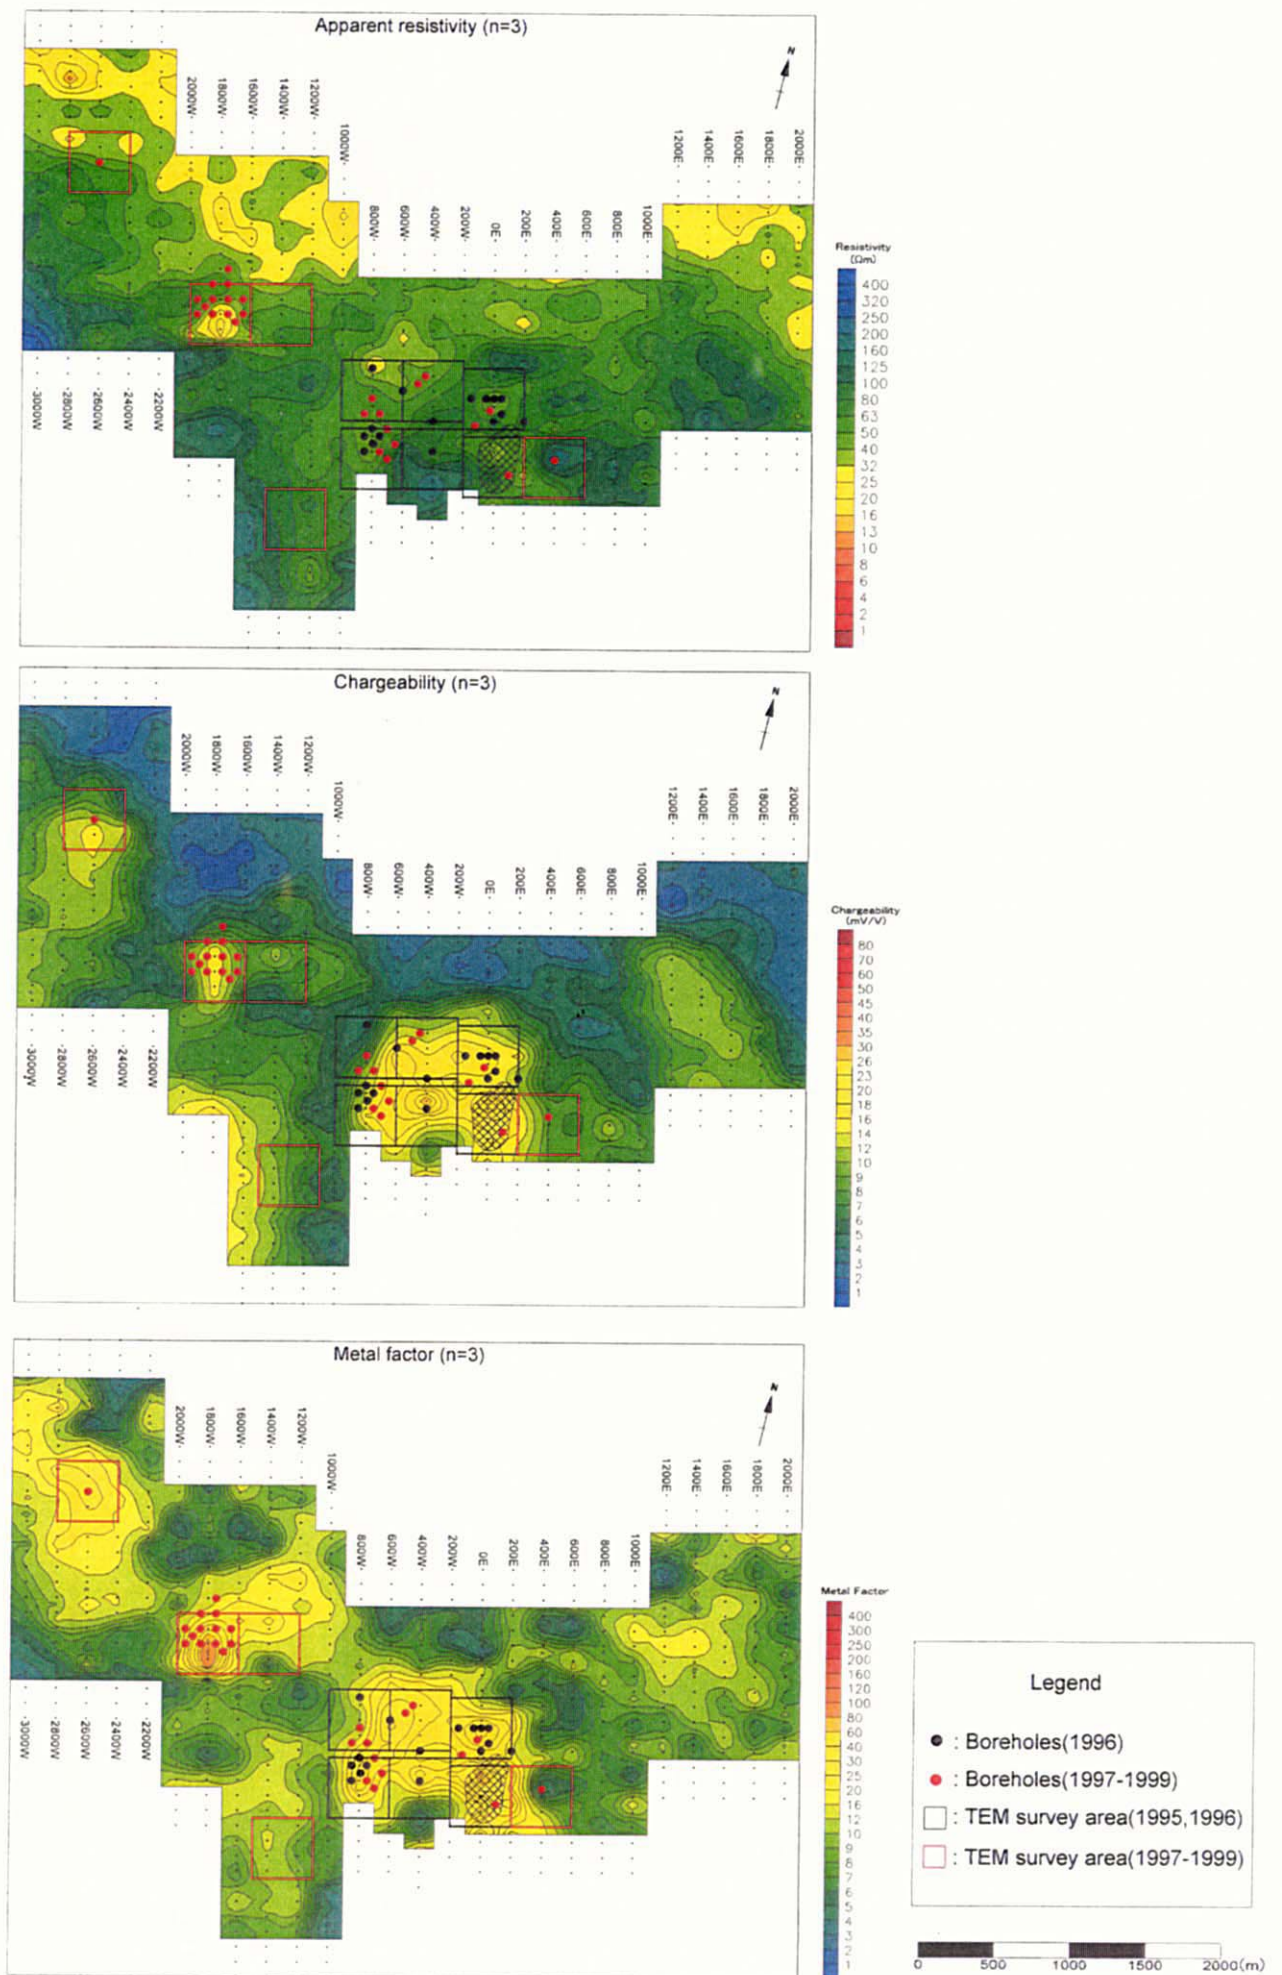 Apparent resistivity (n=3)
N
2000W 1800W 1600W 1400W 1200W
1000W
800W 600W 400W 200W 0E 200E 400E 600E 800E 1000E
1200E 1400E 1600E 1800E 2000E
3000W 2800W 2600W 2400W 2200W
Resistivity
(Ωm)
400
320
250
200
160
125
100
80
63
50
40
32
25
20
16
13
10
8
6
4
2
1
Chargeability (n=3)
N
2000W 1800W 1600W 1400W 1200W
1000W
800W 600W 400W 200W 0E 200E 400E 600E 800E 1000E
1200E 1400E 1600E 1800E 2000E
3000W 2800W 2600W 2400W 2200W
Chargeability
(mV/V)
80
70
60
50
45
40
35
30
26
23
20
18
16
14
12
10
9
8
7
6
5
4
3
2
1
Metal factor (n=3)
N
2000W 1800W 1600W 1400W 1200W
1000W
800W 600W 400W 200W 0E 200E 400E 600E 800E 1000E
1200E 1400E 1600E 1800E 2000E
3000W 2800W 2600W 2400W 2200W
Metal Factor
400
300
250
200
160
120
100
80
60
40
30
25
20
16
12
10
9
8
7
6
5
4
3
2
1
Legend
: Boreholes(1996)
: Boreholes(1997-1999)
: TEM survey area(1995,1996)
: TEM survey area(1997-1999)
0 500 1000 1500 2000(m)